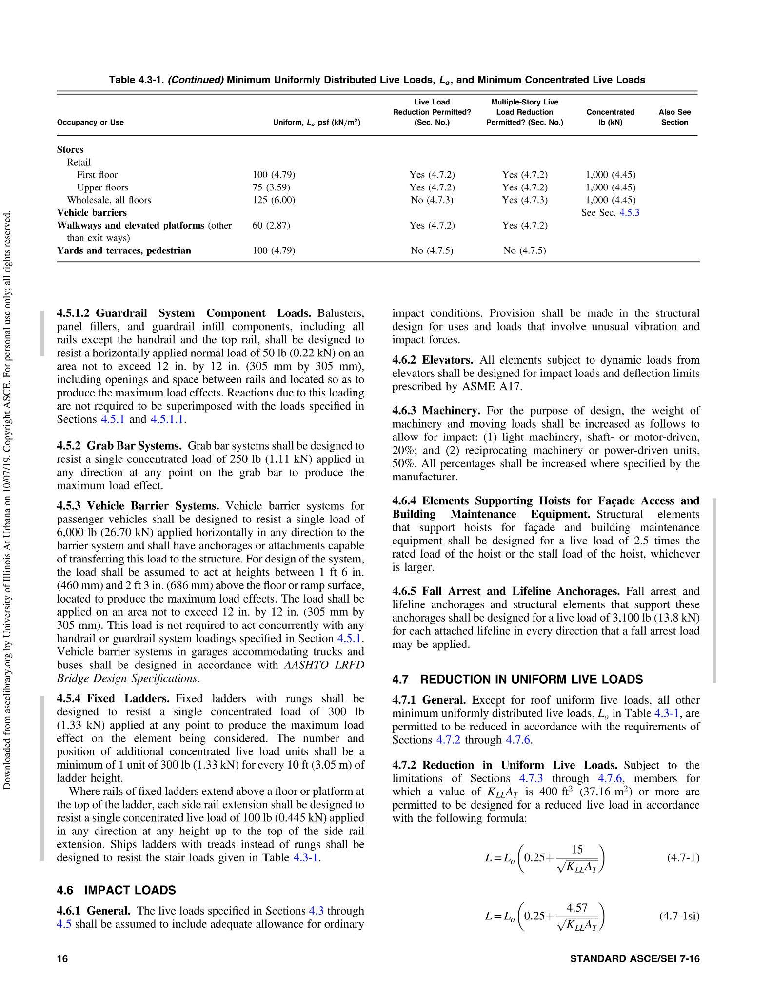 Table 4.3-1. (Continued) Minimum Uniformly Distributed Live Loads, Lo, and Minimum Concentrated Live Loads
Occupancy or Use	Uniform, Lo psf (kN/m²)	Live Load Reduction Permitted? (Sec. No.)	Multiple-Story Live Load Reduction Permitted? (Sec. No.)	Concentrated lb (kN)	Also See Section
Stores
Retail
First floor	100 (4.79)	Yes (4.7.2)	Yes (4.7.2)	1,000 (4.45)
Upper floors	75 (3.59)	Yes (4.7.2)	Yes (4.7.2)	1,000 (4.45)
Wholesale, all floors	125 (6.00)	No (4.7.3)	Yes (4.7.3)	1,000 (4.45)
Vehicle barriers	See Sec. 4.5.3
Walkways and elevated platforms (other	60 (2.87)	Yes (4.7.2)	Yes (4.7.2)
than exit ways)
Yards and terraces, pedestrian	100 (4.79)	No (4.7.5)	No (4.7.5)
4.5.1.2 Guardrail System Component Loads. Balusters,
panel fillers, and guardrail infill components, including all
rails except the handrail and the top rail, shall be designed to
resist a horizontally applied normal load of 50 lb (0.22 kN) on an
area not to exceed 12 in. by 12 in. (305 mm by 305 mm),
including openings and space between rails and located so as to
produce the maximum load effects. Reactions due to this loading
are not required to be superimposed with the loads specified in
Sections 4.5.1 and 4.5.1.1.
4.5.2 Grab Bar Systems. Grab bar systems shall be designed to
resist a single concentrated load of 250 lb (1.11 kN) applied in
any direction at any point on the grab bar to produce the
maximum load effect.
4.5.3 Vehicle Barrier Systems. Vehicle barrier systems for
passenger vehicles shall be designed to resist a single load of
6,000 lb (26.70 kN) applied horizontally in any direction to the
barrier system and shall have anchorages or attachments capable
of transferring this load to the structure. For design of the system,
the load shall be assumed to act at heights between 1 ft 6 in.
(460 mm) and 2 ft 3 in. (686 mm) above the floor or ramp surface,
located to produce the maximum load effects. The load shall be
applied on an area not to exceed 12 in. by 12 in. (305 mm by
305 mm). This load is not required to act concurrently with any
handrail or guardrail system loadings specified in Section 4.5.1.
Vehicle barrier systems in garages accommodating trucks and
buses shall be designed in accordance with AASHTO LRFD
Bridge Design Specifications.
4.5.4 Fixed Ladders. Fixed ladders with rungs shall be
designed to resist a single concentrated load of 300 lb
(1.33 kN) applied at any point to produce the maximum load
effect on the element being considered. The number and
position of additional concentrated live load units shall be a
minimum of 1 unit of 300 lb (1.33 kN) for every 10 ft (3.05 m) of
ladder height.
Where rails of fixed ladders extend above a floor or platform at
the top of the ladder, each side rail extension shall be designed to
resist a single concentrated live load of 100 lb (0.445 kN) applied
in any direction at any height up to the top of the side rail
extension. Ships ladders with treads instead of rungs shall be
designed to resist the stair loads given in Table 4.3-1.
4.6 IMPACT LOADS
4.6.1 General. The live loads specified in Sections 4.3 through
4.5 shall be assumed to include adequate allowance for ordinary
impact conditions. Provision shall be made in the structural
design for uses and loads that involve unusual vibration and
impact forces.
4.6.2 Elevators. All elements subject to dynamic loads from
elevators shall be designed for impact loads and deflection limits
prescribed by ASME A17.
4.6.3 Machinery. For the purpose of design, the weight of
machinery and moving loads shall be increased as follows to
allow for impact: (1) light machinery, shaft- or motor-driven,
20%; and (2) reciprocating machinery or power-driven units,
50%. All percentages shall be increased where specified by the
manufacturer.
4.6.4 Elements Supporting Hoists for Façade Access and
Building Maintenance Equipment. Structural elements
that support hoists for façade and building maintenance
equipment shall be designed for a live load of 2.5 times the
rated load of the hoist or the stall load of the hoist, whichever
is larger.
4.6.5 Fall Arrest and Lifeline Anchorages. Fall arrest and
lifeline anchorages and structural elements that support these
anchorages shall be designed for a live load of 3,100 lb (13.8 kN)
for each attached lifeline in every direction that a fall arrest load
may be applied.
4.7 REDUCTION IN UNIFORM LIVE LOADS
4.7.1 General. Except for roof uniform live loads, all other
minimum uniformly distributed live loads, Lo in Table 4.3-1, are
permitted to be reduced in accordance with the requirements of
Sections 4.7.2 through 4.7.6.
4.7.2 Reduction in Uniform Live Loads. Subject to the
limitations of Sections 4.7.3 through 4.7.6, members for
which a value of KLLAT is 400 ft² (37.16 m²) or more are
permitted to be designed for a reduced live load in accordance
with the following formula:
L=Lo(0.25+15/√(KLLAT)) (4.7-1)
L=Lo(0.25+4.57/√(KLLAT)) (4.7-1si)
16
STANDARD ASCE/SEI 7-16
Downloaded from ascelibrary.org by University of Illinois At Urbana on 10/07/19. Copyright ASCE. For personal use only; all rights reserved.